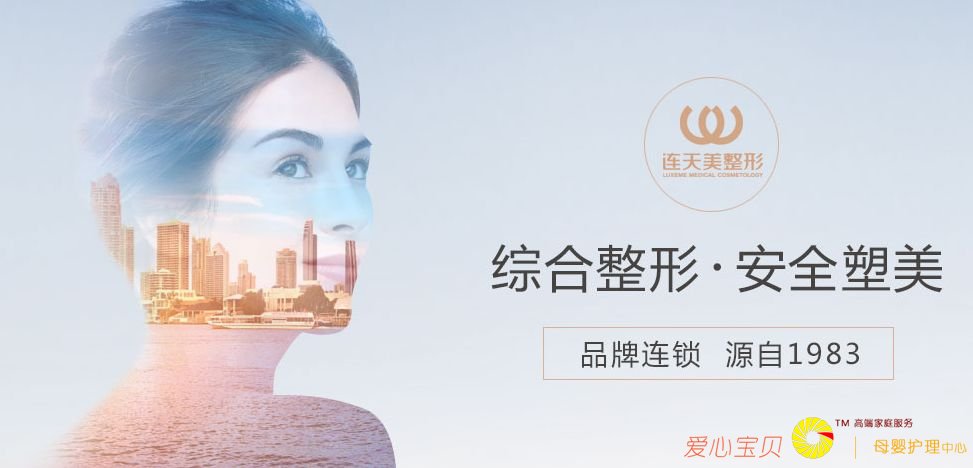 连天美整形
LUXEME MEDICAL COSMETOLOGY
综合整形·安全塑美
品牌连锁 源自1983
爱心宝贝 TM 高端家庭服务 母婴护理中心